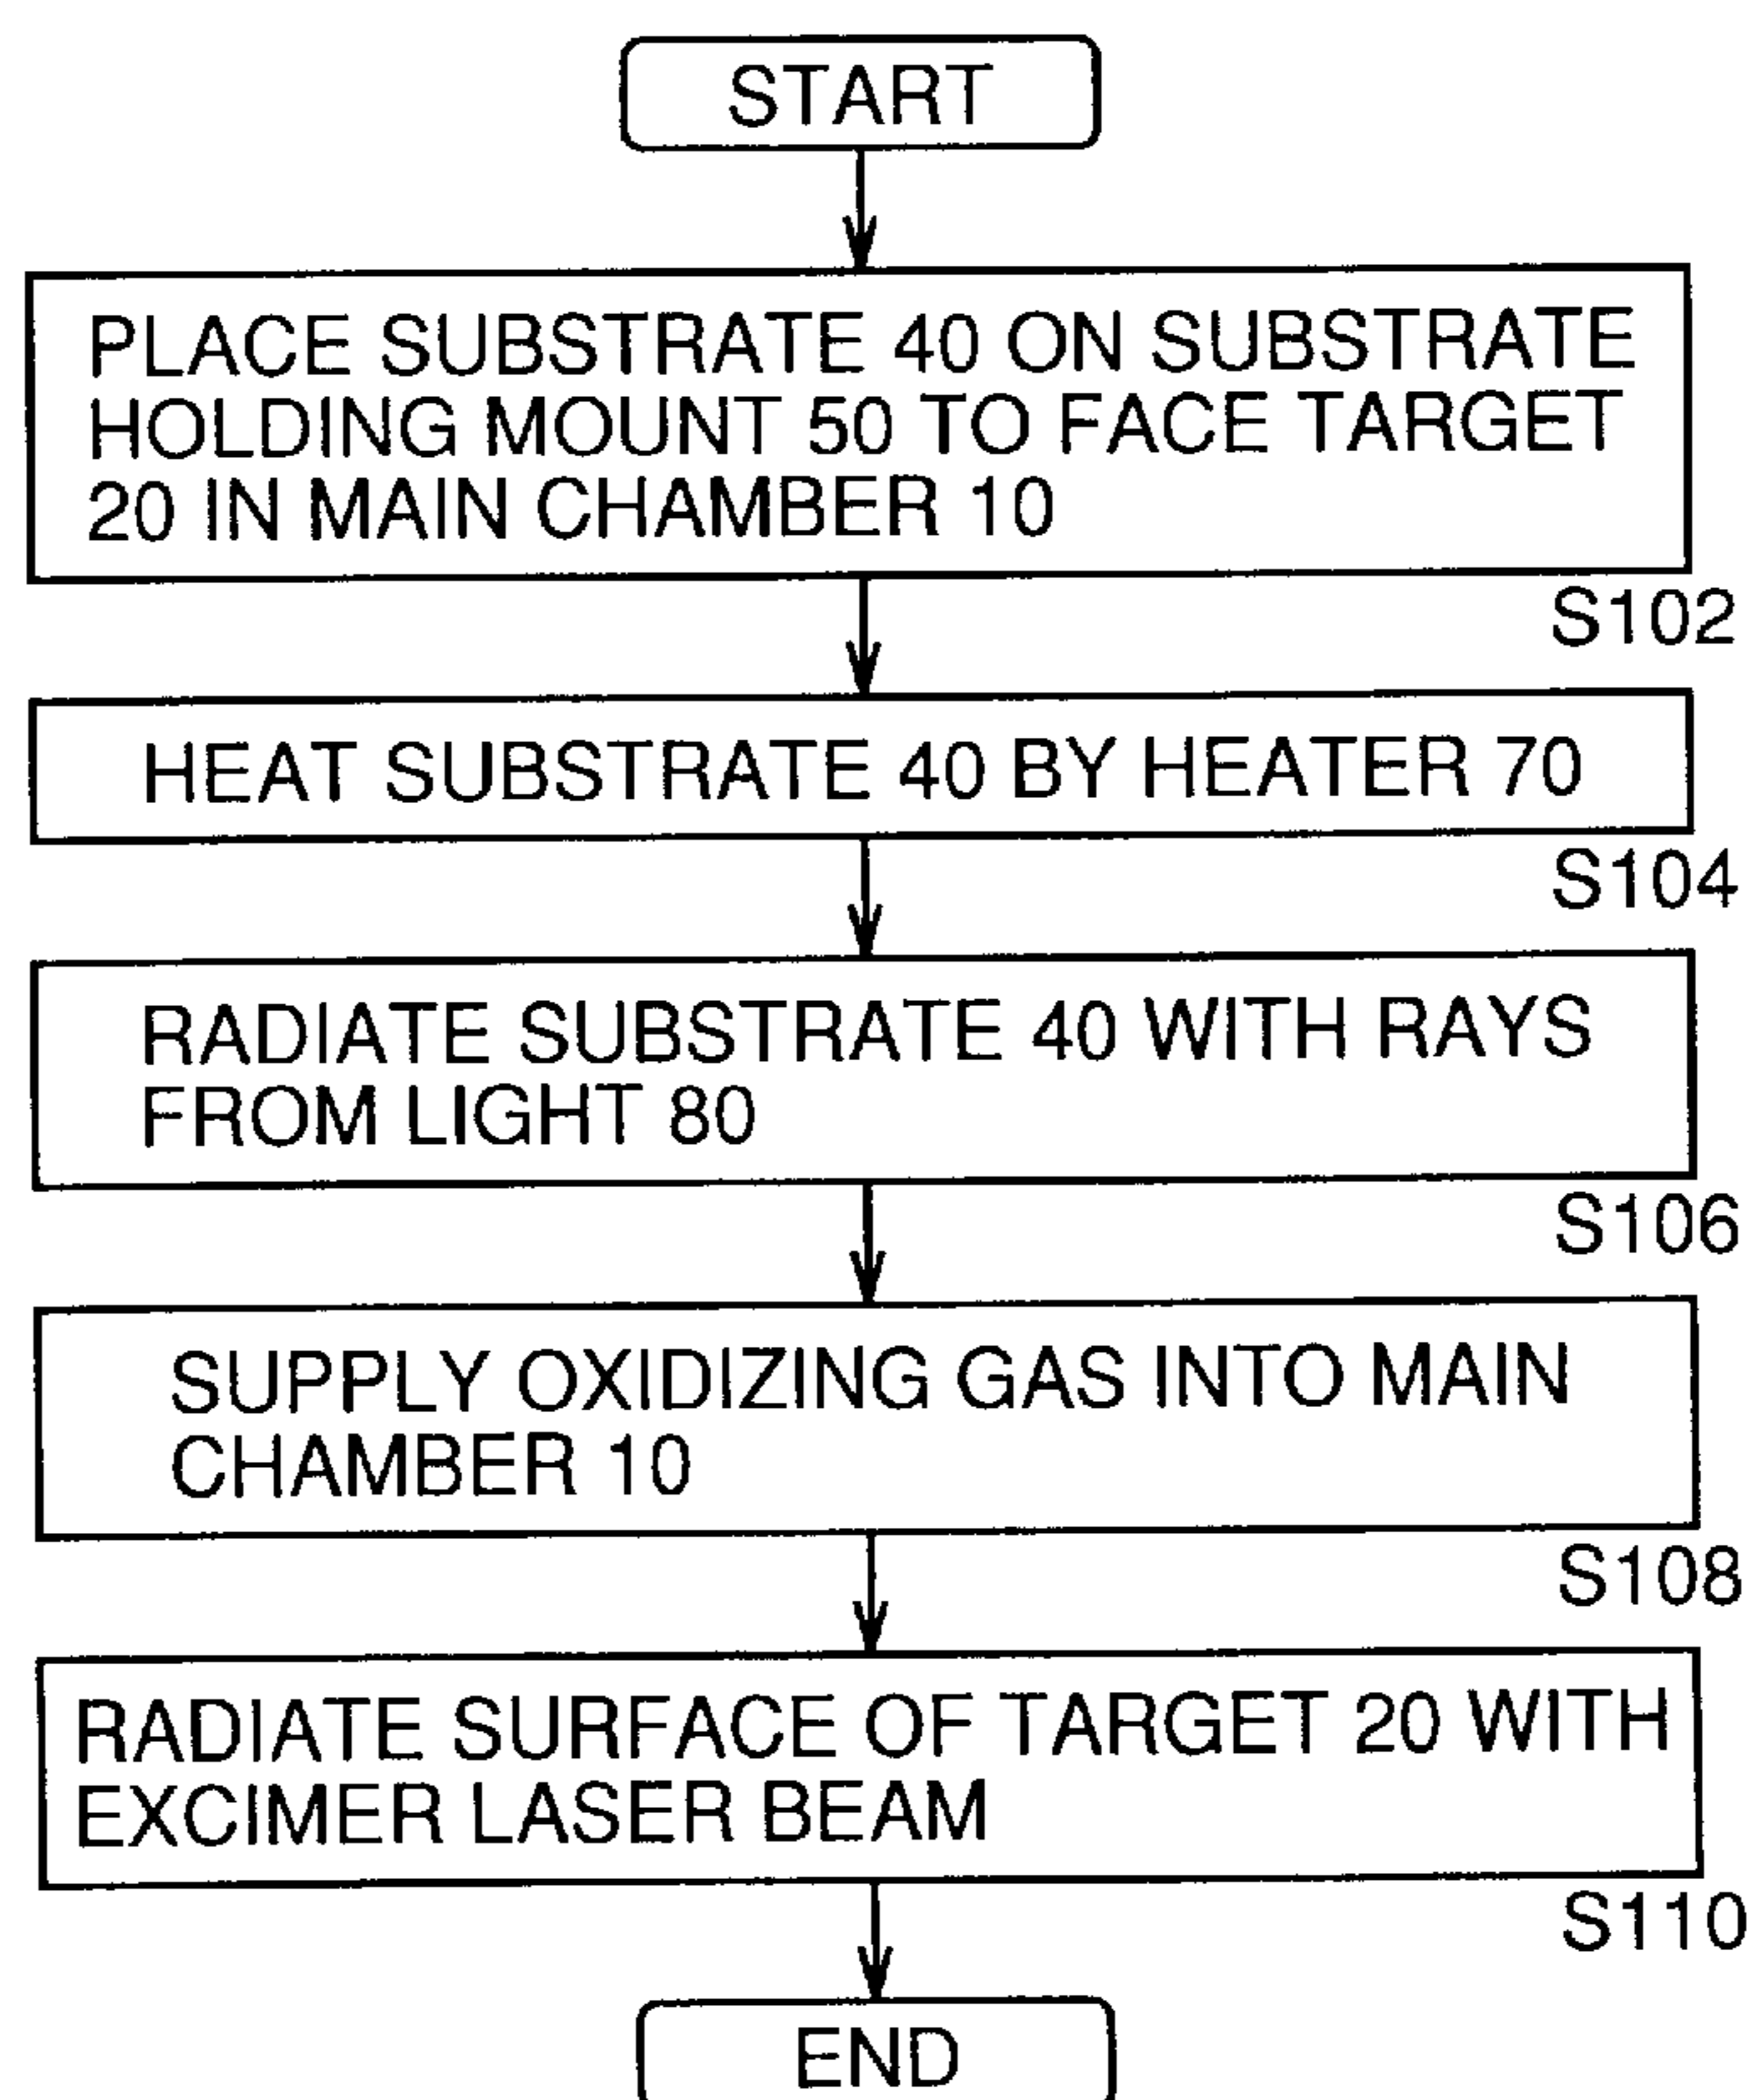 START
PLACE SUBSTRATE 40 ON SUBSTRATE
HOLDING MOUNT 50 TO FACE TARGET
20 IN MAIN CHAMBER 10
S102
HEAT SUBSTRATE 40 BY HEATER 70
S104
RADIATE SUBSTRATE 40 WITH RAYS
FROM LIGHT 80
S106
SUPPLY OXIDIZING GAS INTO MAIN
CHAMBER 10
S108
RADIATE SURFACE OF TARGET 20 WITH
EXCIMER LASER BEAM
S110
END